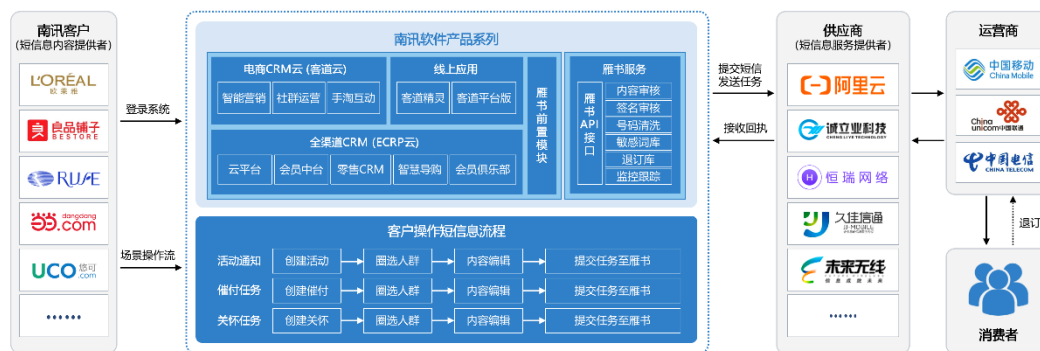 南讯客户
(短信息内容提供者)
L'ORÉAL
欧莱雅
良品铺子
BESTORE
RUFE
当当
dangdang
.com
UCO 悠可
.com
······
登录系统
场景操作流
南讯软件产品系列
电商CRM云 (客道云)
智能营销
社群运营
手淘互动
线上应用
客道精灵
客道平台版
全渠道CRM (ECRP云)
云平台
会员中台
零售CRM
智慧导购
会员俱乐部
雁书前置模块
雁书服务
雁书API接口
内容审核
签名审核
号码清洗
敏感词库
退订库
监控跟踪
客户操作短信息流程
活动通知
创建活动
圈选人群
内容编辑
提交任务至雁书
催付任务
创建催付
圈选人群
内容编辑
提交任务至雁书
关怀任务
创建关怀
圈选人群
内容编辑
提交任务至雁书
提交短信
发送任务
接收回执
供应商
(短信息服务提供者)
阿里云
诚立业科技
CHENG LIYE TECHNOLOGY
H
恒瑞网络
久佳信通
未来无线
······
运营商
中国移动
China Mobile
China
unicom中国联通
中国电信
CHINA TELECOM
退订
消费者